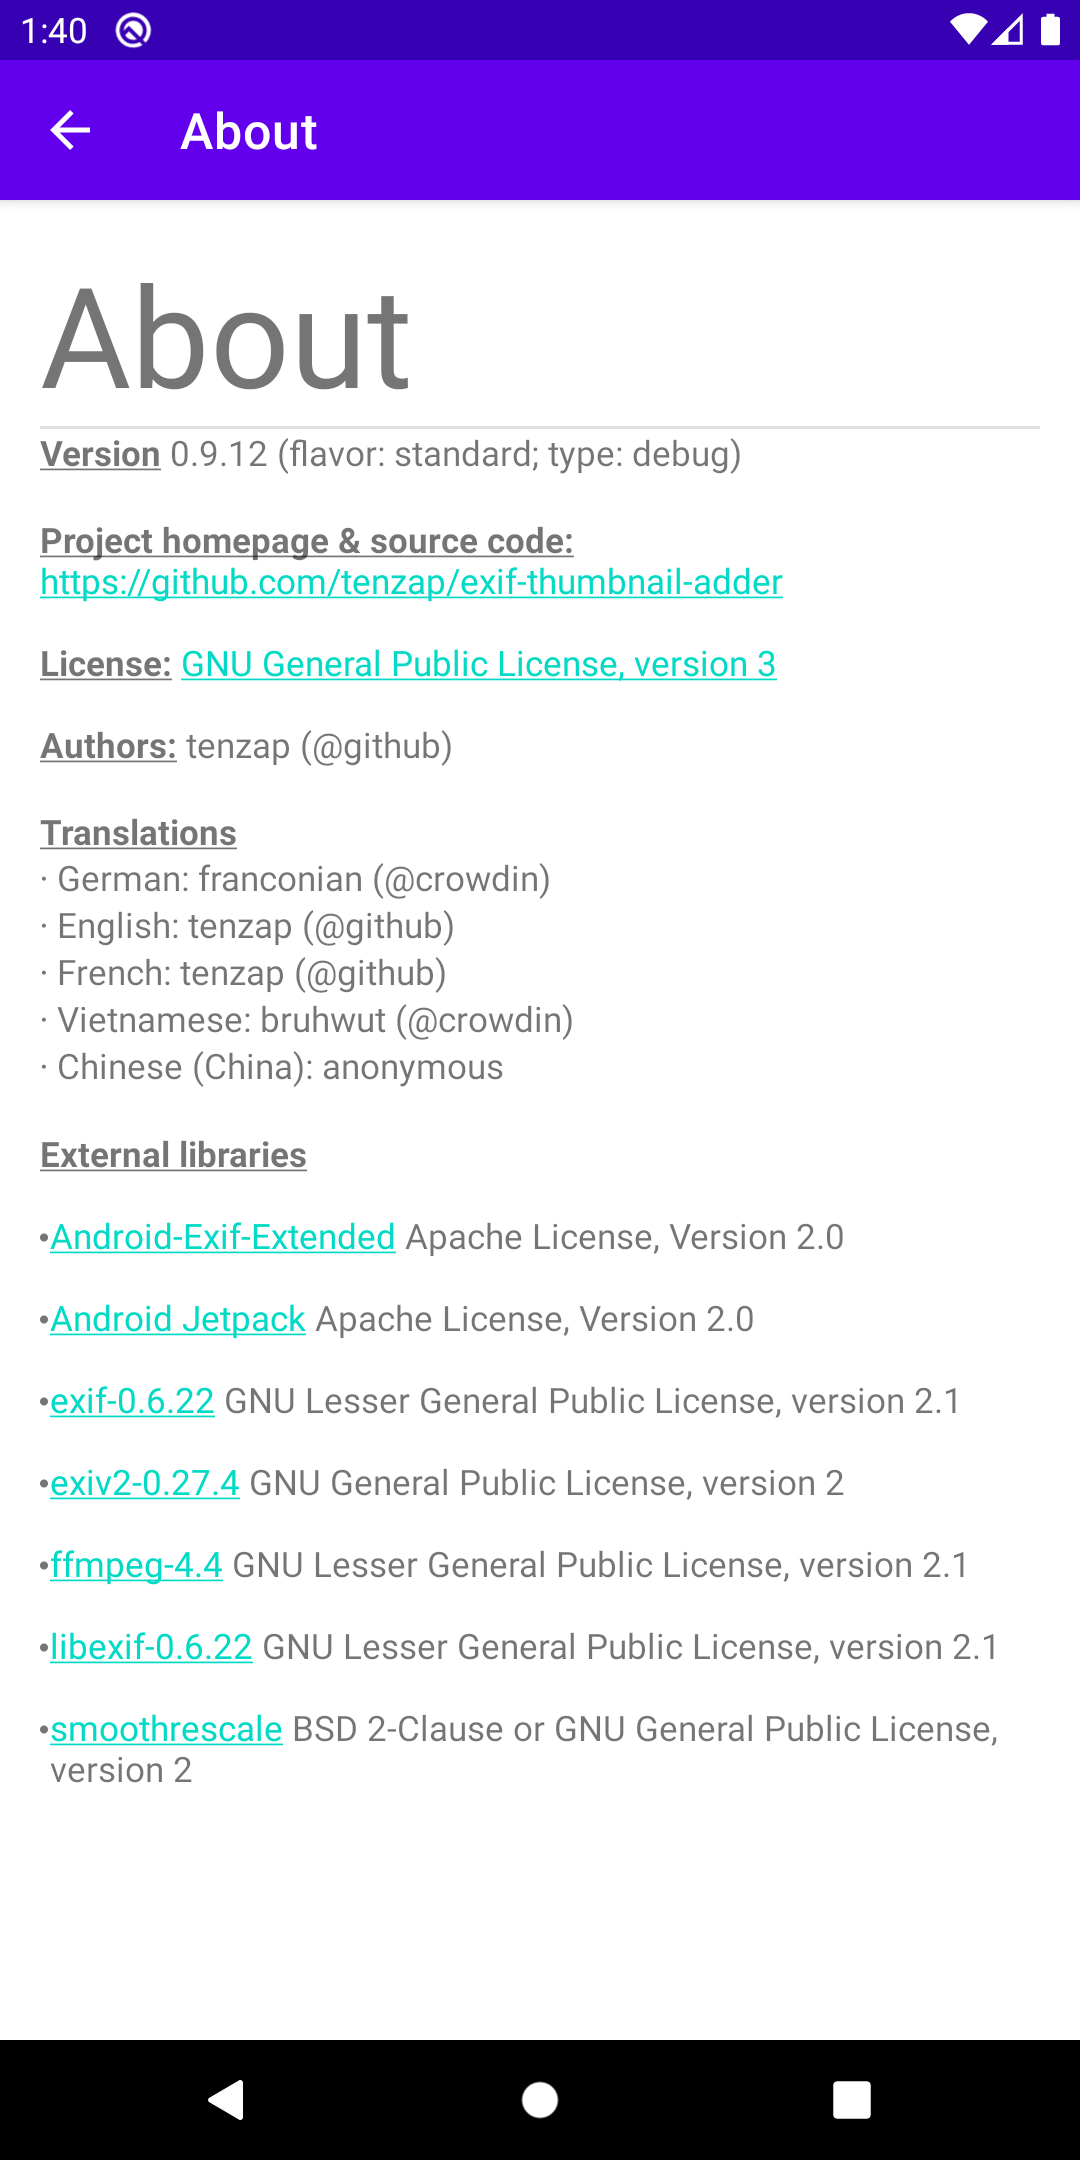 1:40
About
About
Version 0.9.12 (flavor: standard; type: debug)
Project homepage & source code:
https://github.com/tenzap/exif-thumbnail-adder
License: GNU General Public License, version 3
Authors: tenzap (@github)
Translations
· German: franconian (@crowdin)
· English: tenzap (@github)
· French: tenzap (@github)
· Vietnamese: bruhwut (@crowdin)
· Chinese (China): anonymous
External libraries
•Android-Exif-Extended Apache License, Version 2.0
•Android Jetpack Apache License, Version 2.0
•exif-0.6.22 GNU Lesser General Public License, version 2.1
•exiv2-0.27.4 GNU General Public License, version 2
•ffmpeg-4.4 GNU Lesser General Public License, version 2.1
•libexif-0.6.22 GNU Lesser General Public License, version 2.1
•smoothrescale BSD 2-Clause or GNU General Public License,
version 2